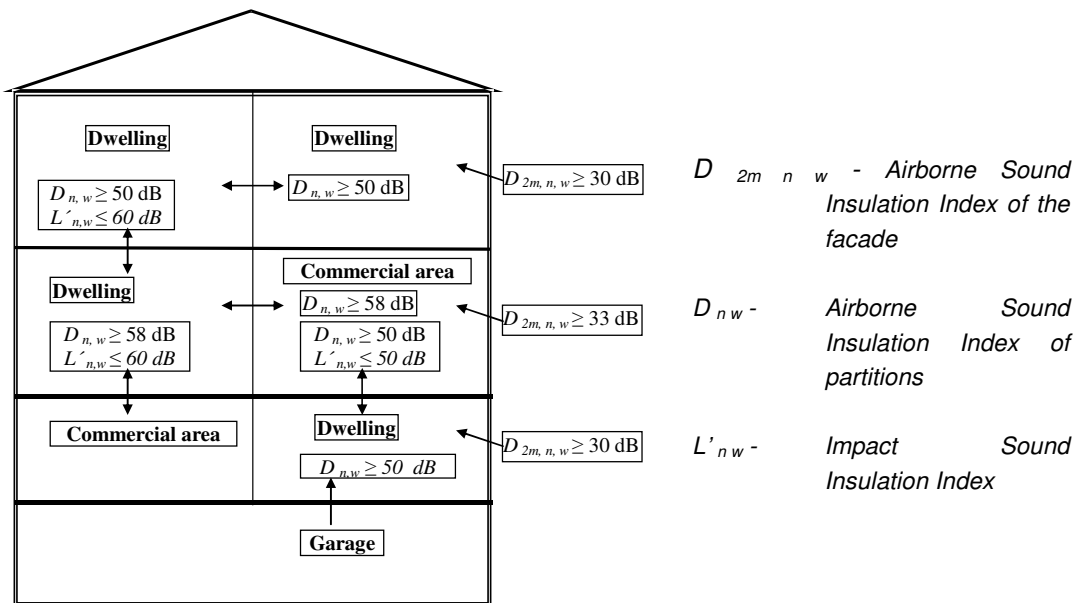 Dwelling
Dwelling
D n, w ≥ 50 dB
L´n,w ≤ 60 dB
D n, w ≥ 50 dB
D 2m, n, w ≥ 30 dB
Dwelling
Commercial area
D n, w ≥ 58 dB
D n, w ≥ 58 dB
L´n,w ≤ 60 dB
D n, w ≥ 50 dB
L´n,w ≤ 50 dB
D 2m, n, w ≥ 33 dB
Commercial area
Dwelling
D n,w ≥ 50 dB
D 2m, n, w ≥ 30 dB
Garage
D 2m n w - Airborne Sound
Insulation Index of the
facade
D n w - Airborne Sound
Insulation Index of
partitions
L' n w - Impact Sound
Insulation Index